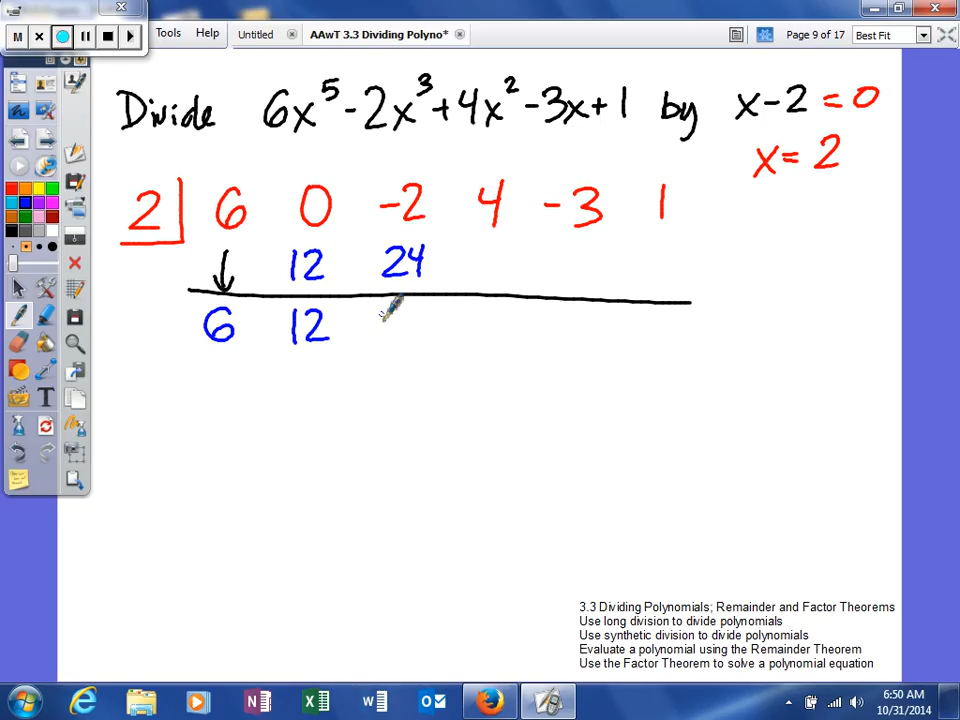 M
Tools Help Untitled AAwT 3.3 Dividing Polyno* Page 9 of 17 Best Fit
Divide 6x⁵ -2x³ +4x² -3x+1 by x-2 = 0
x = 2
2 6 0 -2 4 -3 1
↓ 12 24
6 12
3.3 Dividing Polynomials; Remainder and Factor Theorems
Use long division to divide polynomials
Use synthetic division to divide polynomials
Evaluate a polynomial using the Remainder Theorem
Use the Factor Theorem to solve a polynomial equation
6:50 AM
10/31/2014